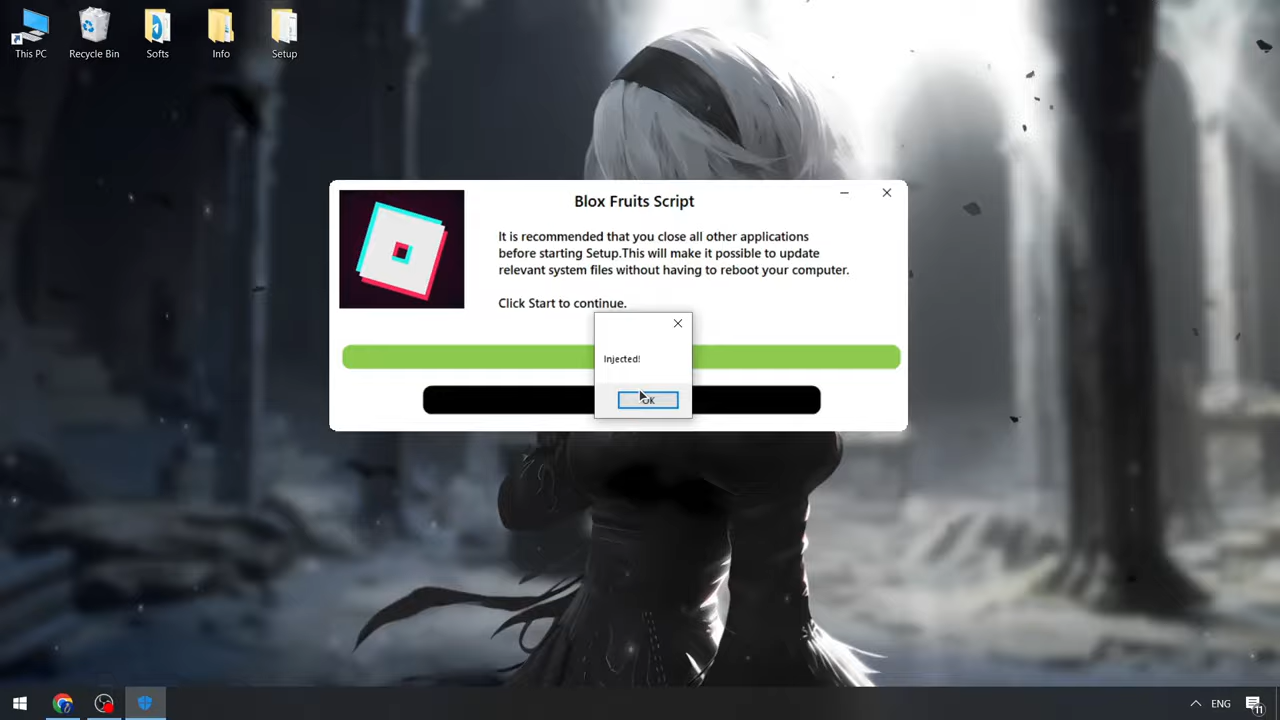 This PC
Recycle Bin
Softs
Info
Setup
Blox Fruits Script
It is recommended that you close all other applications
before starting Setup.This will make it possible to update
relevant system files without having to reboot your computer.
Click Start to continue.
Injected!
OK
ENG
11